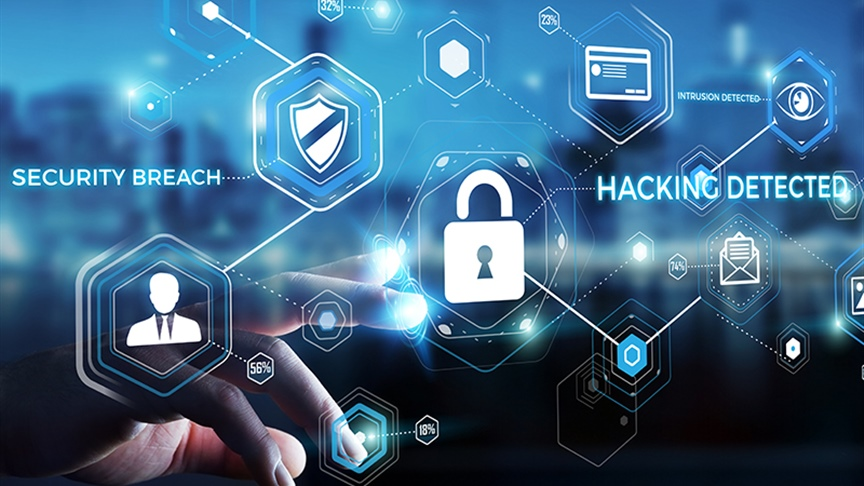 32%
23%
INTRUSION DETECTED
SECURITY BREACH
HACKING DETECTED
74%
56%
18%